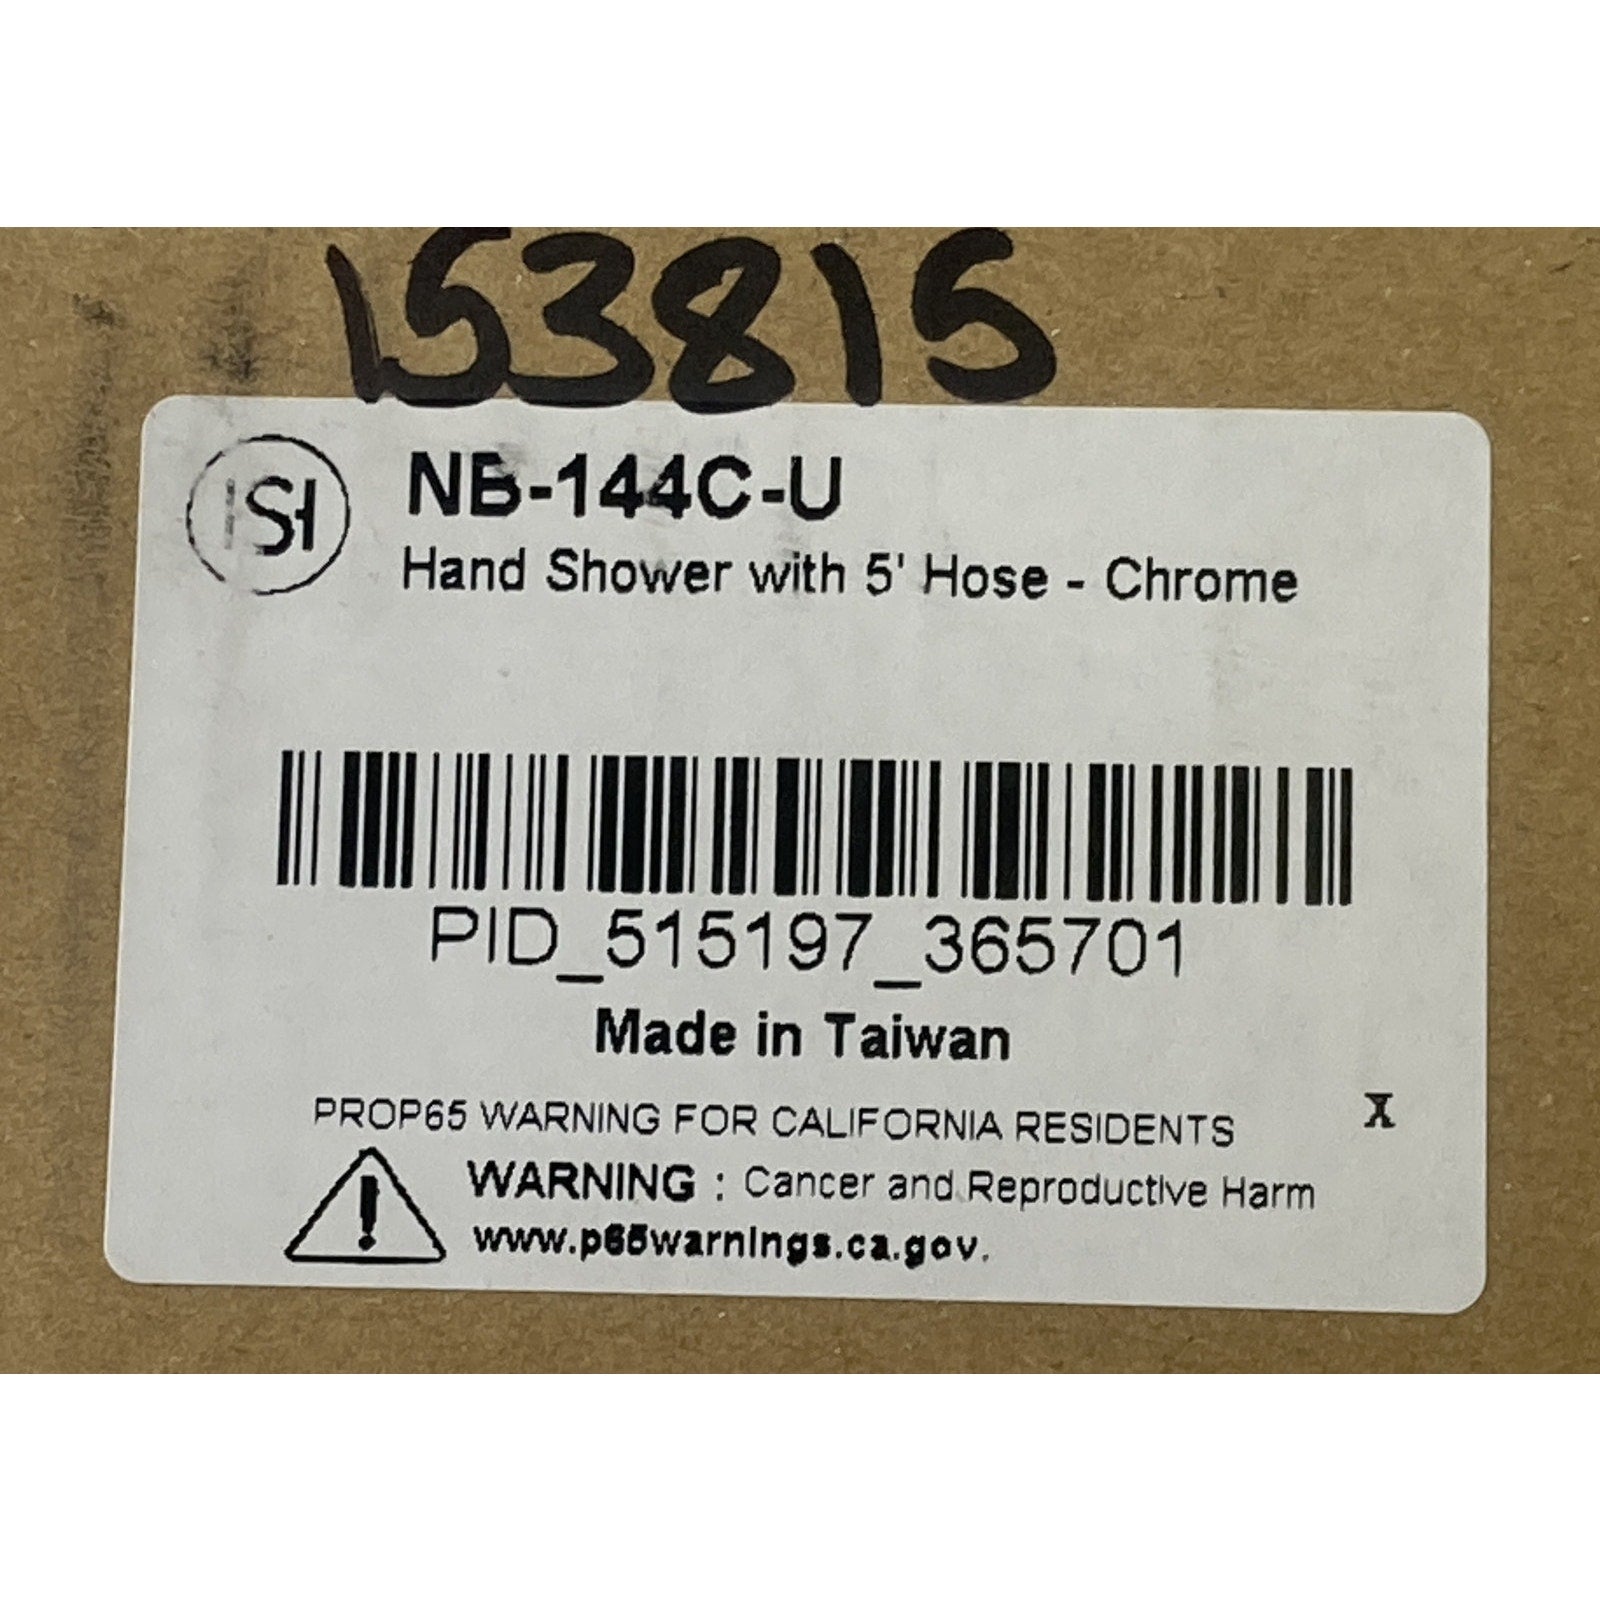 153815
ISH
NB-144C-U
Hand Shower with 5' Hose - Chrome
PID_515197_365701
Made in Taiwan
PROP65 WARNING FOR CALIFORNIA RESIDENTS
X
WARNING : Cancer and Reproductive Harm
www.p65warnings.ca.gov.